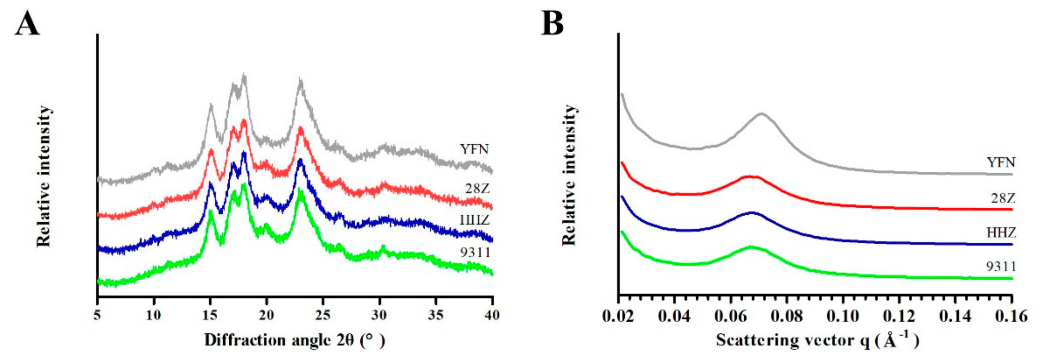 A
Relative intensity
YFN
28Z
HHZ
9311
5 10 15 20 25 30 35 40
Diffraction angle 2θ (°)
B
Relative intensity
YFN
28Z
HHZ
9311
0.02 0.04 0.06 0.08 0.10 0.12 0.14 0.16
Scattering vector q (Å⁻¹)